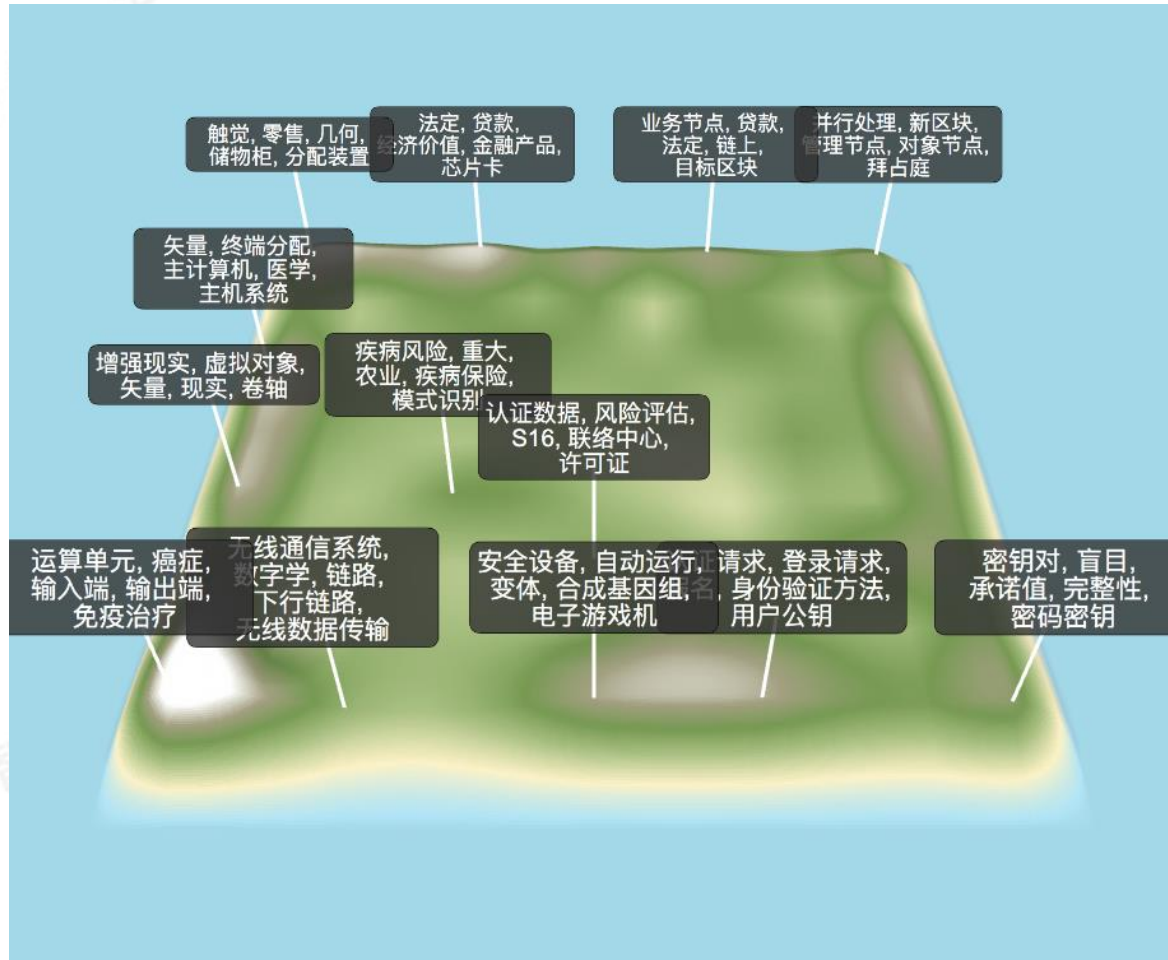 触觉, 零售, 几何,
储物柜, 分配装置
法定, 贷款,
经济价值, 金融产品,
芯片卡
业务节点, 贷款,
法定, 链上,
目标区块
并行处理, 新区块,
管理节点, 对象节点,
拜占庭
矢量, 终端分配,
主计算机, 医学,
主机系统
增强现实, 虚拟对象,
矢量, 现实, 卷轴
疾病风险, 重大,
农业, 疾病保险,
模式识别
认证数据, 风险评估,
S16, 联络中心,
许可证
运算单元, 癌症,
输入端, 输出端,
免疫治疗
无线通信系统,
数字学, 链路,
下行链路,
无线数据传输
安全设备, 自动运行,
变体, 合成基因组,
电子游戏机
证请求, 登录请求,
名, 身份验证方法,
用户公钥
密钥对, 盲目,
承诺值, 完整性,
密码密钥